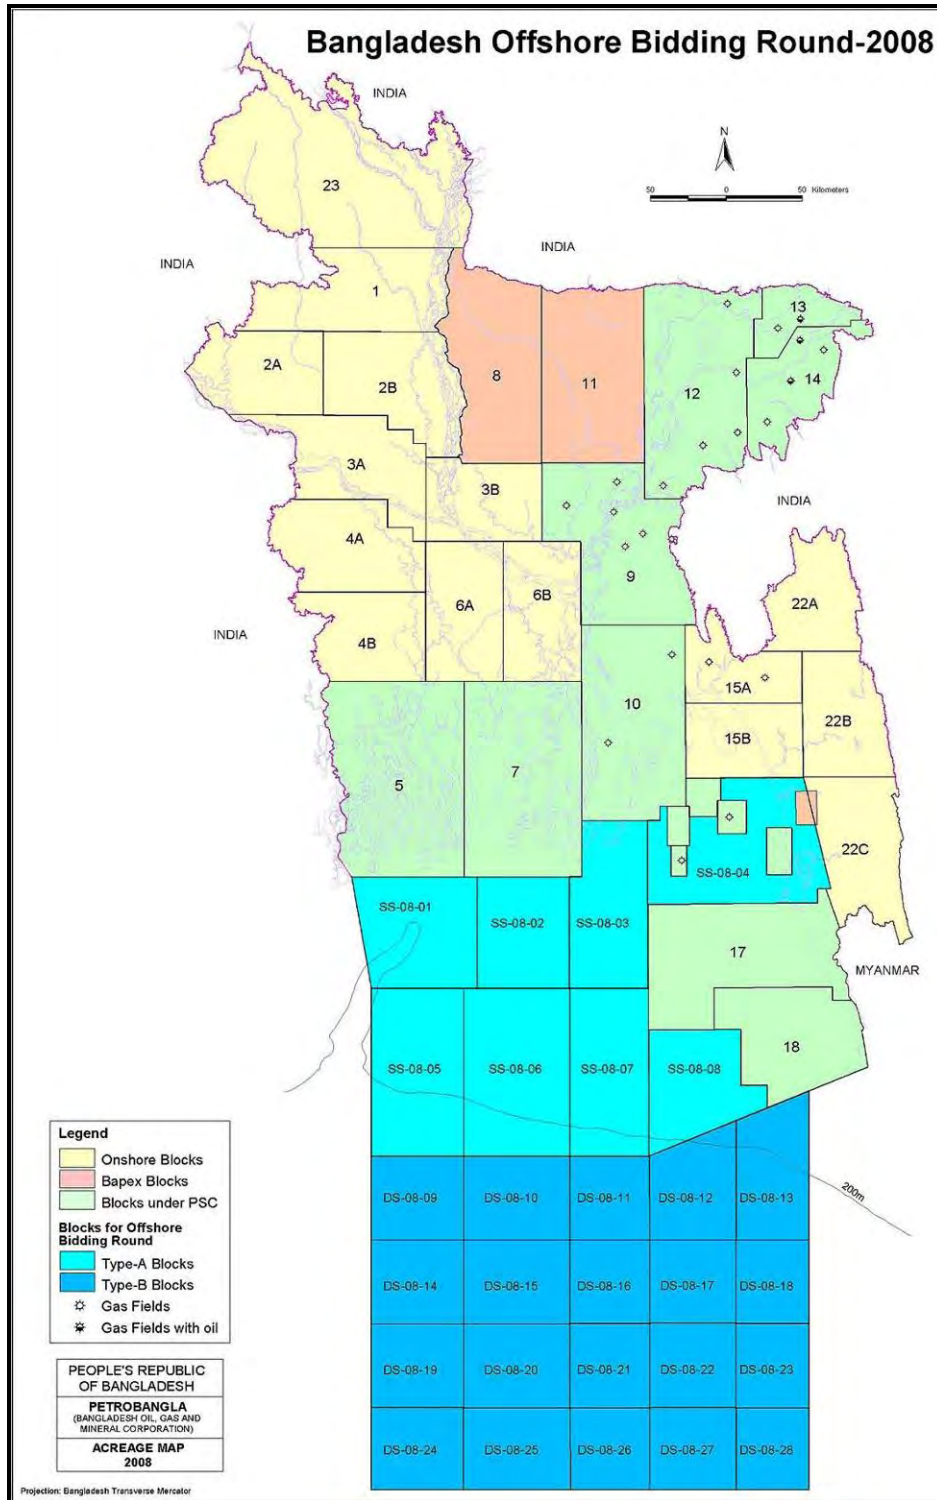 Bangladesh Offshore Bidding Round-2008
INDIA
N
50 0 50 Kilometers
23
INDIA
INDIA
1
13
2A
2B
8
11
12
14
3A
3B
INDIA
4A
9
6A
6B
22A
INDIA
4B
15A
10
15B
22B
5
7
22C
SS-08-04
SS-08-01
SS-08-02
SS-08-03
17
MYANMAR
18
SS-08-05
SS-08-06
SS-08-07
SS-08-08
Legend
Onshore Blocks
Bapex Blocks
Blocks under PSC
Blocks for Offshore
Bidding Round
Type-A Blocks
Type-B Blocks
Gas Fields
Gas Fields with oil
200m
DS-08-09
DS-08-10
DS-08-11
DS-08-12
DS-08-13
DS-08-14
DS-08-15
DS-08-16
DS-08-17
DS-08-18
DS-08-19
DS-08-20
DS-08-21
DS-08-22
DS-08-23
DS-08-24
DS-08-25
DS-08-26
DS-08-27
DS-08-28
PEOPLE'S REPUBLIC
OF BANGLADESH
PETROBANGLA
(BANGLADESH OIL, GAS AND
MINERAL CORPORATION)
ACREAGE MAP
2008
Projection: Bangladesh Transverse Mercator